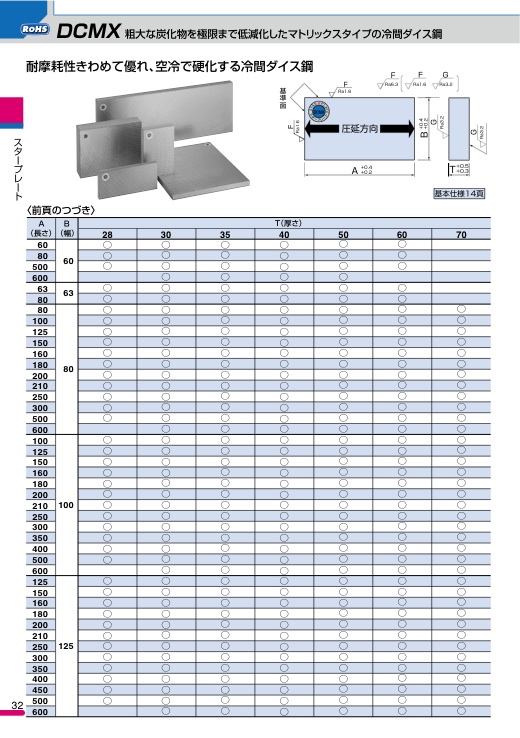 RoHS DCMX 粗大な炭化物を極限まで低減化したマトリックスタイプの冷間ダイス鋼
耐摩耗性きわめて優れ、空冷で硬化する冷間ダイス鋼
スタープレート
基準面
F Ra1.6
F Ra6.3 ( F Ra1.6 G Ra3.2 )
F Ra1.6
圧延方向
B +0.4 +0.2
G Ra3.2
G Ra3.2
A +0.4 +0.2
T +0.5 +0.3
基本仕様14頁
〈前頁のつづき〉
A (長さ) B (幅) T(厚さ)
28 30 35 40 50 60 70
60 60 ○ ○ ○ ○ ○ ○
80 ○ ○ ○ ○ ○ ○
500 ○ ○ ○ ○ ○ ○
600 ○ ○ ○ ○
63 63 ○ ○ ○ ○ ○ ○
80 ○ ○ ○ ○ ○ ○
80 80 ○ ○ ○ ○ ○ ○ ○
100 ○ ○ ○ ○ ○ ○ ○
125 ○ ○ ○ ○ ○ ○ ○
150 ○ ○ ○ ○ ○ ○ ○
160 ○ ○ ○ ○ ○ ○ ○
180 ○ ○ ○ ○ ○ ○ ○
200 ○ ○ ○ ○ ○ ○ ○
210 ○ ○ ○ ○ ○ ○ ○
250 ○ ○ ○ ○ ○ ○ ○
300 ○ ○ ○ ○ ○ ○ ○
500 ○ ○ ○ ○ ○ ○ ○
600 ○ ○ ○ ○ ○ ○
100 100 ○ ○ ○ ○ ○ ○ ○
125 ○ ○ ○ ○ ○ ○ ○
150 ○ ○ ○ ○ ○ ○ ○
160 ○ ○ ○ ○ ○ ○ ○
180 ○ ○ ○ ○ ○ ○ ○
200 ○ ○ ○ ○ ○ ○ ○
210 ○ ○ ○ ○ ○ ○ ○
250 ○ ○ ○ ○ ○ ○ ○
300 ○ ○ ○ ○ ○ ○ ○
350 ○ ○ ○ ○ ○ ○ ○
400 ○ ○ ○ ○ ○ ○ ○
500 ○ ○ ○ ○ ○ ○ ○
600 ○ ○ ○ ○ ○ ○
125 125 ○ ○ ○ ○ ○ ○ ○
150 ○ ○ ○ ○ ○ ○ ○
160 ○ ○ ○ ○ ○ ○ ○
180 ○ ○ ○ ○ ○ ○ ○
200 ○ ○ ○ ○ ○ ○ ○
210 ○ ○ ○ ○ ○ ○ ○
250 ○ ○ ○ ○ ○ ○ ○
300 ○ ○ ○ ○ ○ ○ ○
350 ○ ○ ○ ○ ○ ○ ○
400 ○ ○ ○ ○ ○ ○ ○
450 ○ ○ ○ ○ ○ ○ ○
500 ○ ○ ○ ○ ○ ○ ○
600 ○ ○ ○ ○ ○ ○
32